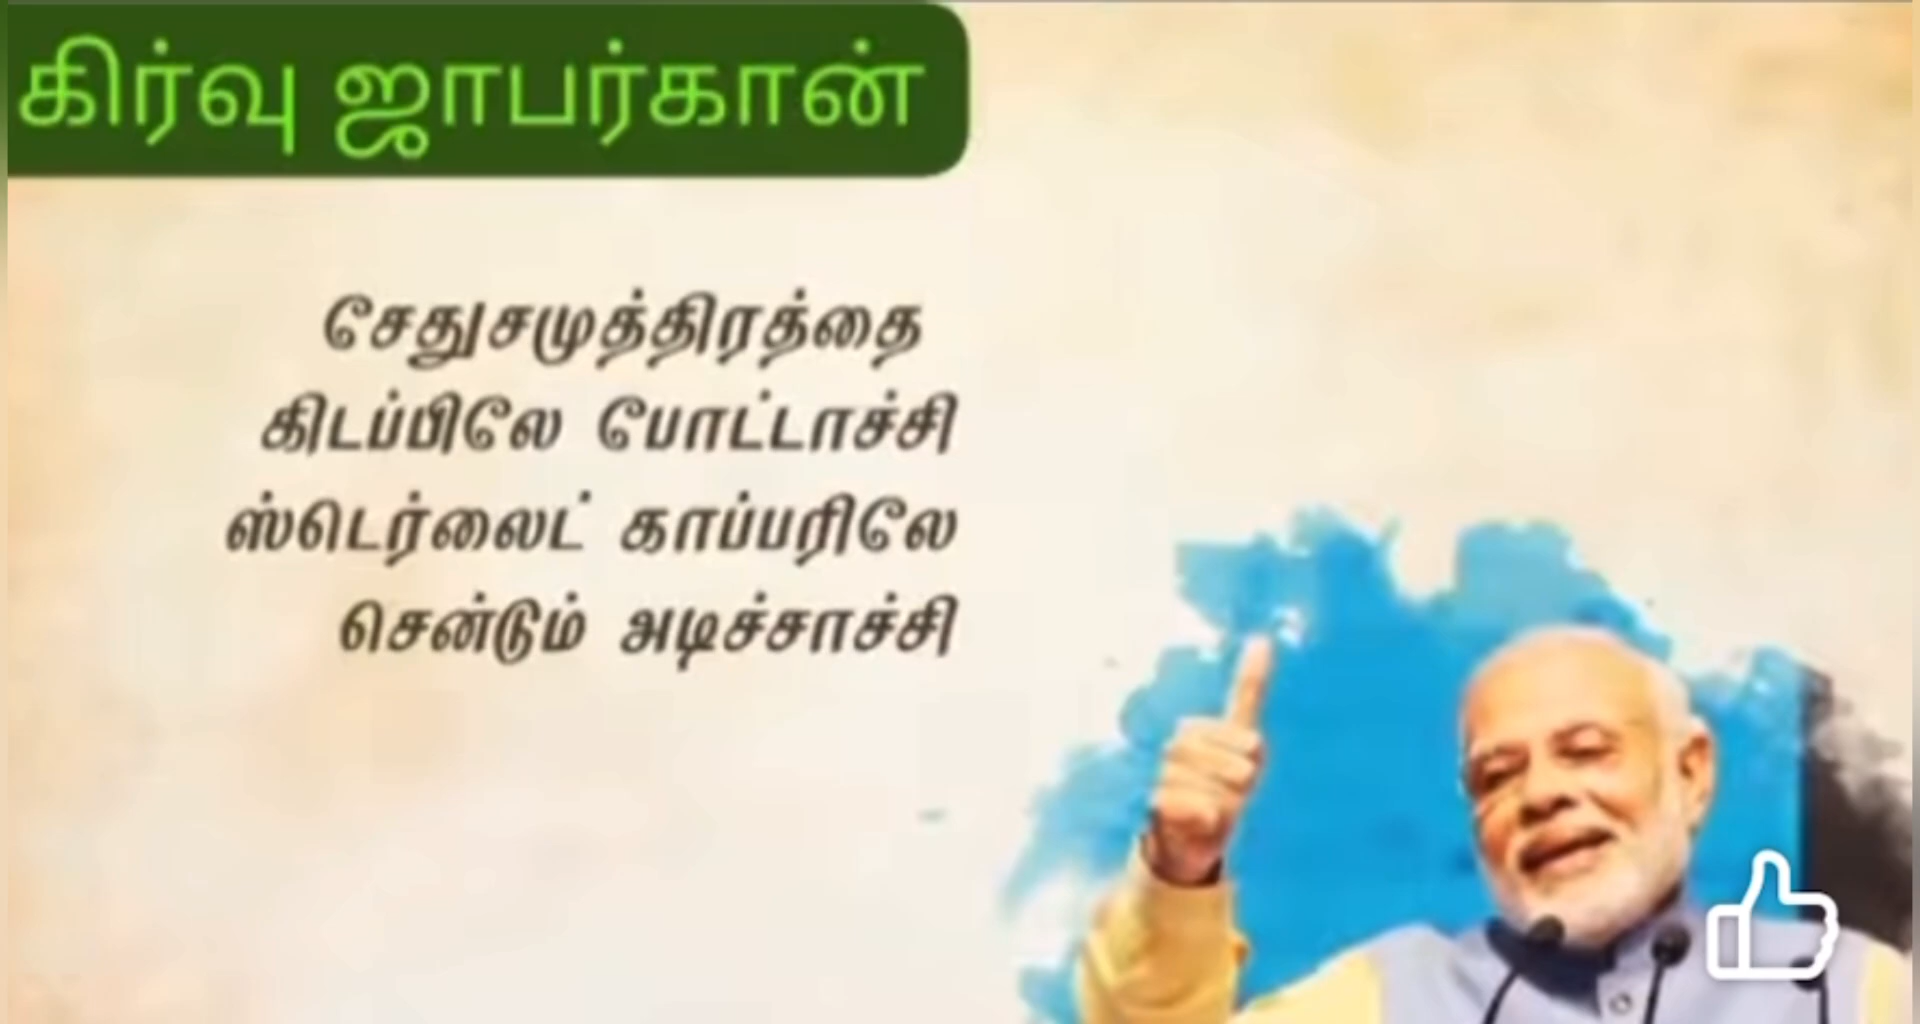 கிர்வு ஜாபர்கான்
சேதுசமுத்திரத்தை
கிடப்பிலே போட்டாச்சி
ஸ்டெர்லைட் காப்பரிலே
சென்டும் அடிச்சாச்சி